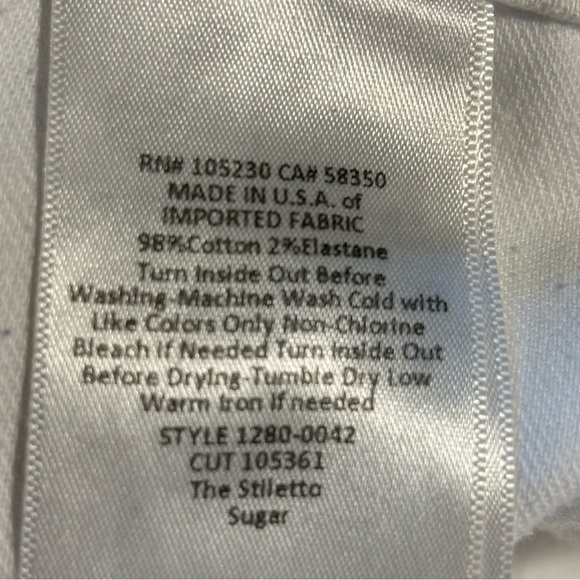 RN# 105230 CA# 58350
MADE IN U.S.A. of
IMPORTED FABRIC
98%Cotton 2%Elastane
Turn Inside Out Before
Washing-Machine Wash Cold with
Like Colors Only Non-Chlorine
Bleach if Needed Turn Inside Out
Before Drying-Tumble Dry Low
Warm Iron if needed
STYLE 1280-0042
CUT 105361
The Stiletto
Sugar